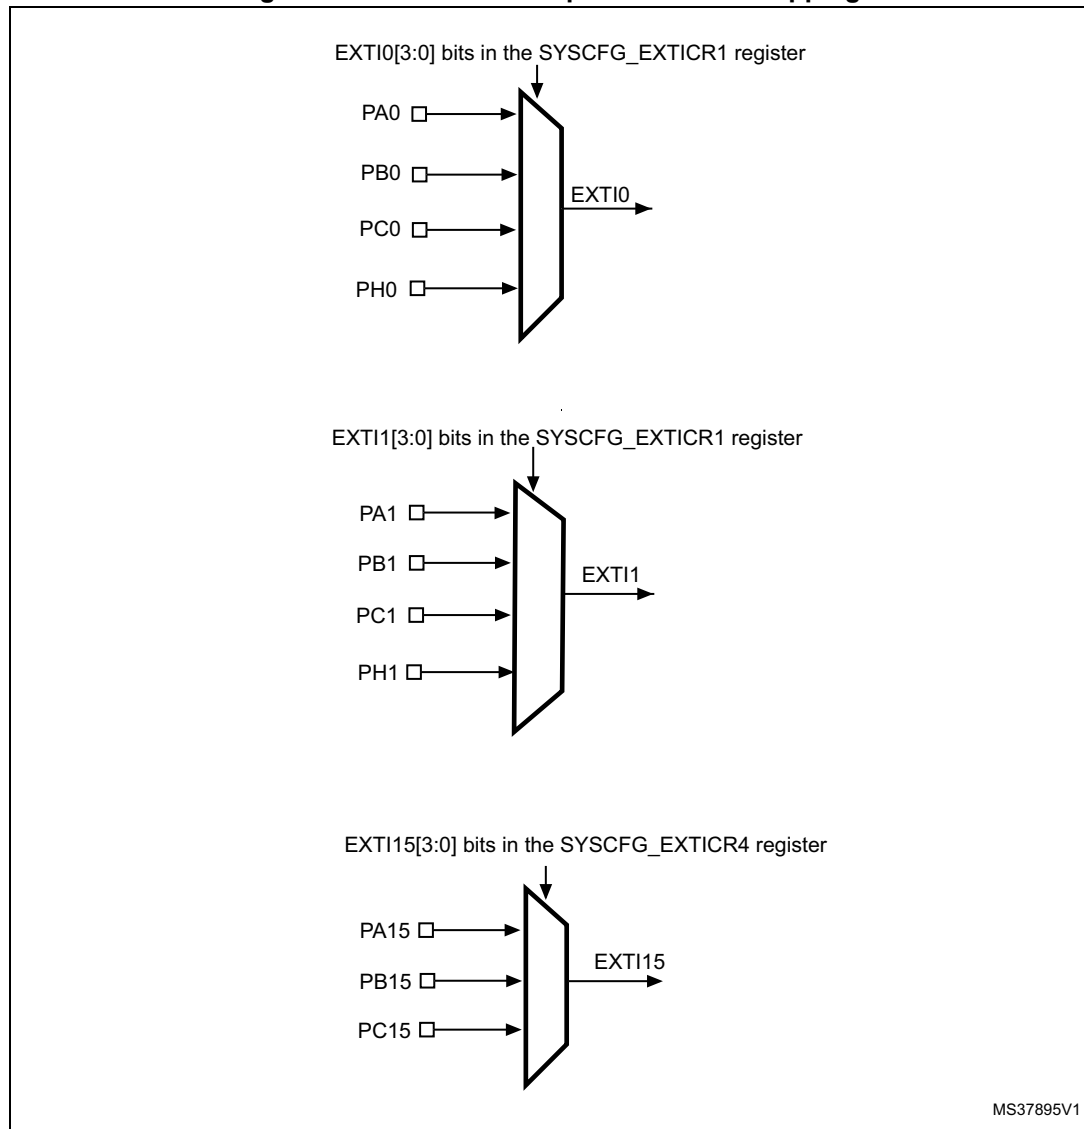 EXTI0[3:0] bits in the SYSCFG_EXTICR1 register
PA0
PB0
EXTI0
PC0
PH0
EXTI1[3:0] bits in the SYSCFG_EXTICR1 register
PA1
PB1
EXTI1
PC1
PH1
EXTI15[3:0] bits in the SYSCFG_EXTICR4 register
PA15
EXTI15
PB15
PC15
MS37895V1